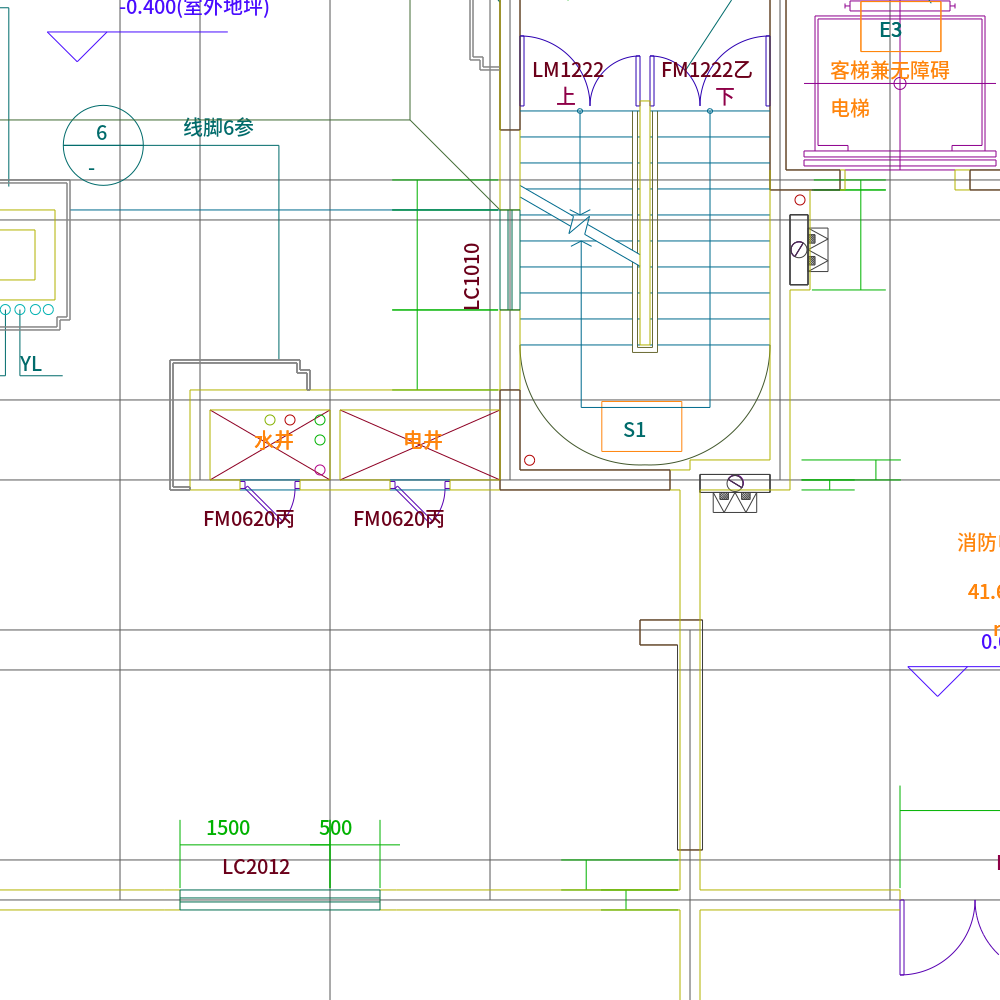 -0.400(室外地坪)
E3
LM1222
FM1222乙
客梯兼无障碍
上
下
电梯
6
线脚6参
-
LC1010
YL
S1
水井
电井
FM0620丙
FM0620丙
消防
41.6
0.
1500
500
LC2012